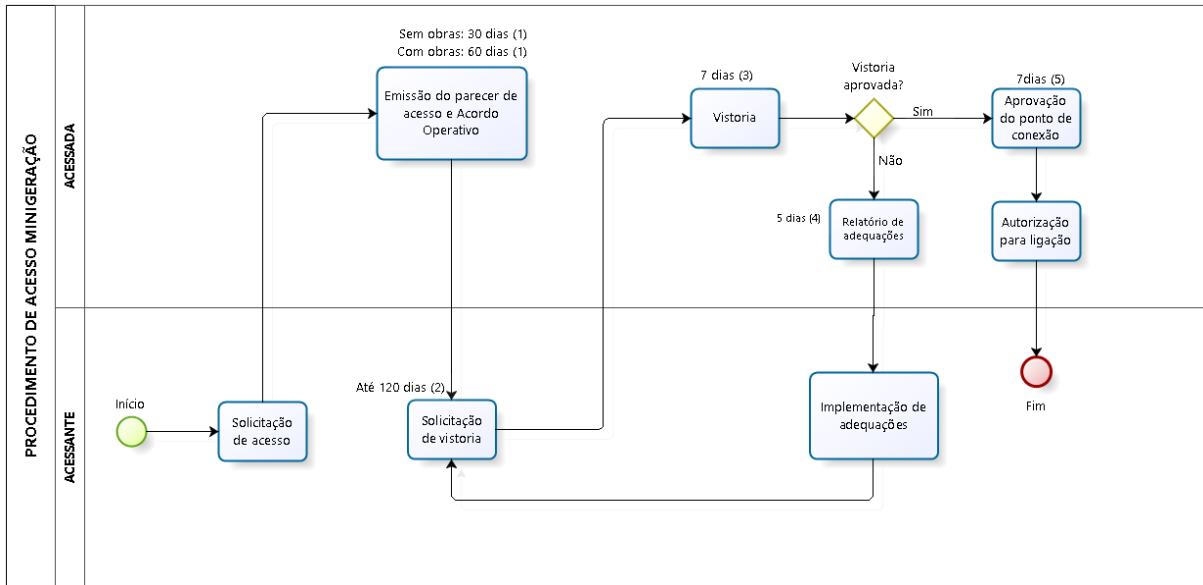 PROCEDIMENTO DE ACESSO MINIGERAÇÃO
ACESSADA
Sem obras: 30 dias (1)
Com obras: 60 dias (1)
Emissão do parecer de
acesso e Acordo
Operativo
7 dias (3)
Vistoria
Vistoria
aprovada?
Sim
Não
7dias (5)
Aprovação
do ponto de
conexão
5 dias (4)
Relatório de
adequações
Autorização
para ligação
ACESSANTE
Início
Solicitação
de acesso
Até 120 dias (2)
Solicitação
de vistoria
Implementação de
adequações
Fim